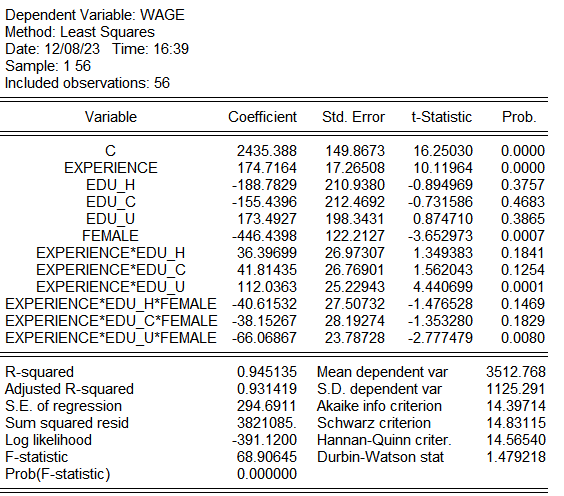 Dependent Variable: WAGE
Method: Least Squares
Date: 12/08/23 Time: 16:39
Sample: 1 56
Included observations: 56
Variable Coefficient Std. Error t-Statistic Prob.
C 2435.388 149.8673 16.25030 0.0000
EXPERIENCE 174.7164 17.26508 10.11964 0.0000
EDU_H -188.7829 210.9380 -0.894969 0.3757
EDU_C -155.4396 212.4692 -0.731586 0.4683
EDU_U 173.4927 198.3431 0.874710 0.3865
FEMALE -446.4398 122.2127 -3.652973 0.0007
EXPERIENCE*EDU_H 36.39699 26.97307 1.349383 0.1841
EXPERIENCE*EDU_C 41.81435 26.76901 1.562043 0.1254
EXPERIENCE*EDU_U 112.0363 25.22943 4.440699 0.0001
EXPERIENCE*EDU_H*FEMALE -40.61532 27.50732 -1.476528 0.1469
EXPERIENCE*EDU_C*FEMALE -38.15267 28.19274 -1.353280 0.1829
EXPERIENCE*EDU_U*FEMALE -66.06867 23.78728 -2.777479 0.0080
R-squared 0.945135 Mean dependent var 3512.768
Adjusted R-squared 0.931419 S.D. dependent var 1125.291
S.E. of regression 294.6911 Akaike info criterion 14.39714
Sum squared resid 3821085. Schwarz criterion 14.83115
Log likelihood -391.1200 Hannan-Quinn criter. 14.56540
F-statistic 68.90645 Durbin-Watson stat 1.479218
Prob(F-statistic) 0.000000